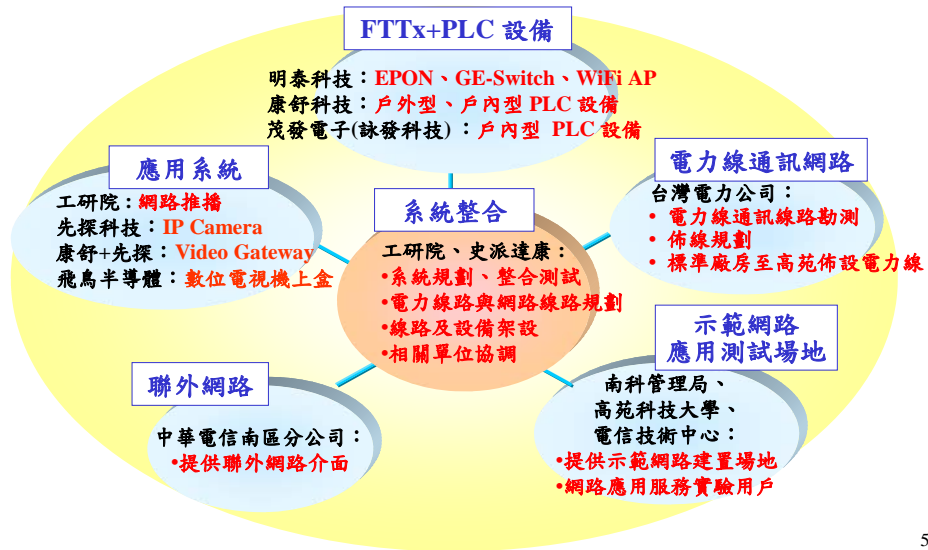 FTTx+PLC 設備
明泰科技：EPON、GE-Switch、WiFi AP
康舒科技：戶外型、戶內型 PLC 設備
茂發電子(詠發科技)：戶內型 PLC 設備
應用系統
工研院：網路推播
先探科技：IP Camera
康舒+先探：Video Gateway
飛鳥半導體：數位電視機上盒
系統整合
工研院、史派達康：
•系統規劃、整合測試
•電力線路與網路線路規劃
•線路及設備架設
•相關單位協調
電力線通訊網路
台灣電力公司：
• 電力線通訊線路勘測
• 佈線規劃
• 標準廠房至高苑佈設電力線
聯外網路
中華電信南區分公司：
•提供聯外網路介面
示範網路
應用測試場地
南科管理局、
高苑科技大學、
電信技術中心：
•提供示範網路建置場地
•網路應用服務實驗用戶
5